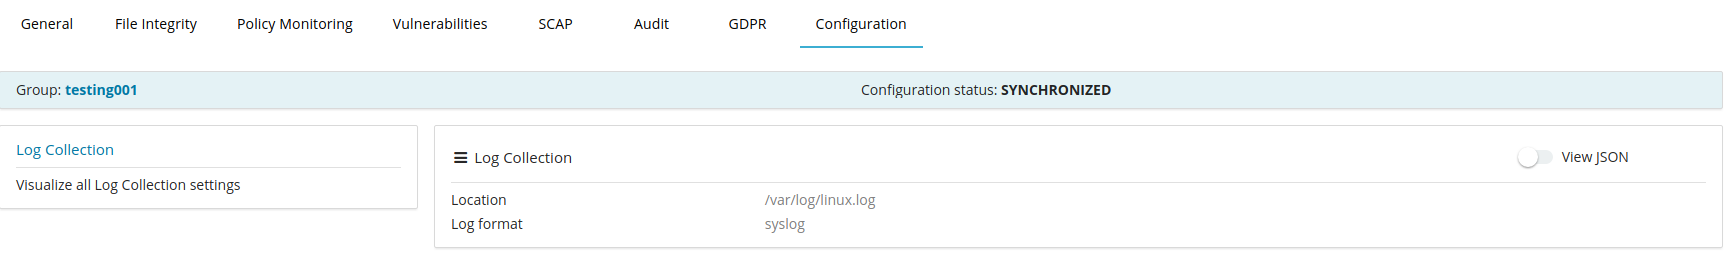 General File Integrity Policy Monitoring Vulnerabilities SCAP Audit GDPR Configuration
Group: testing001 Configuration status: SYNCHRONIZED
Log Collection
Visualize all Log Collection settings
Log Collection View JSON
Location /var/log/linux.log
Log format syslog